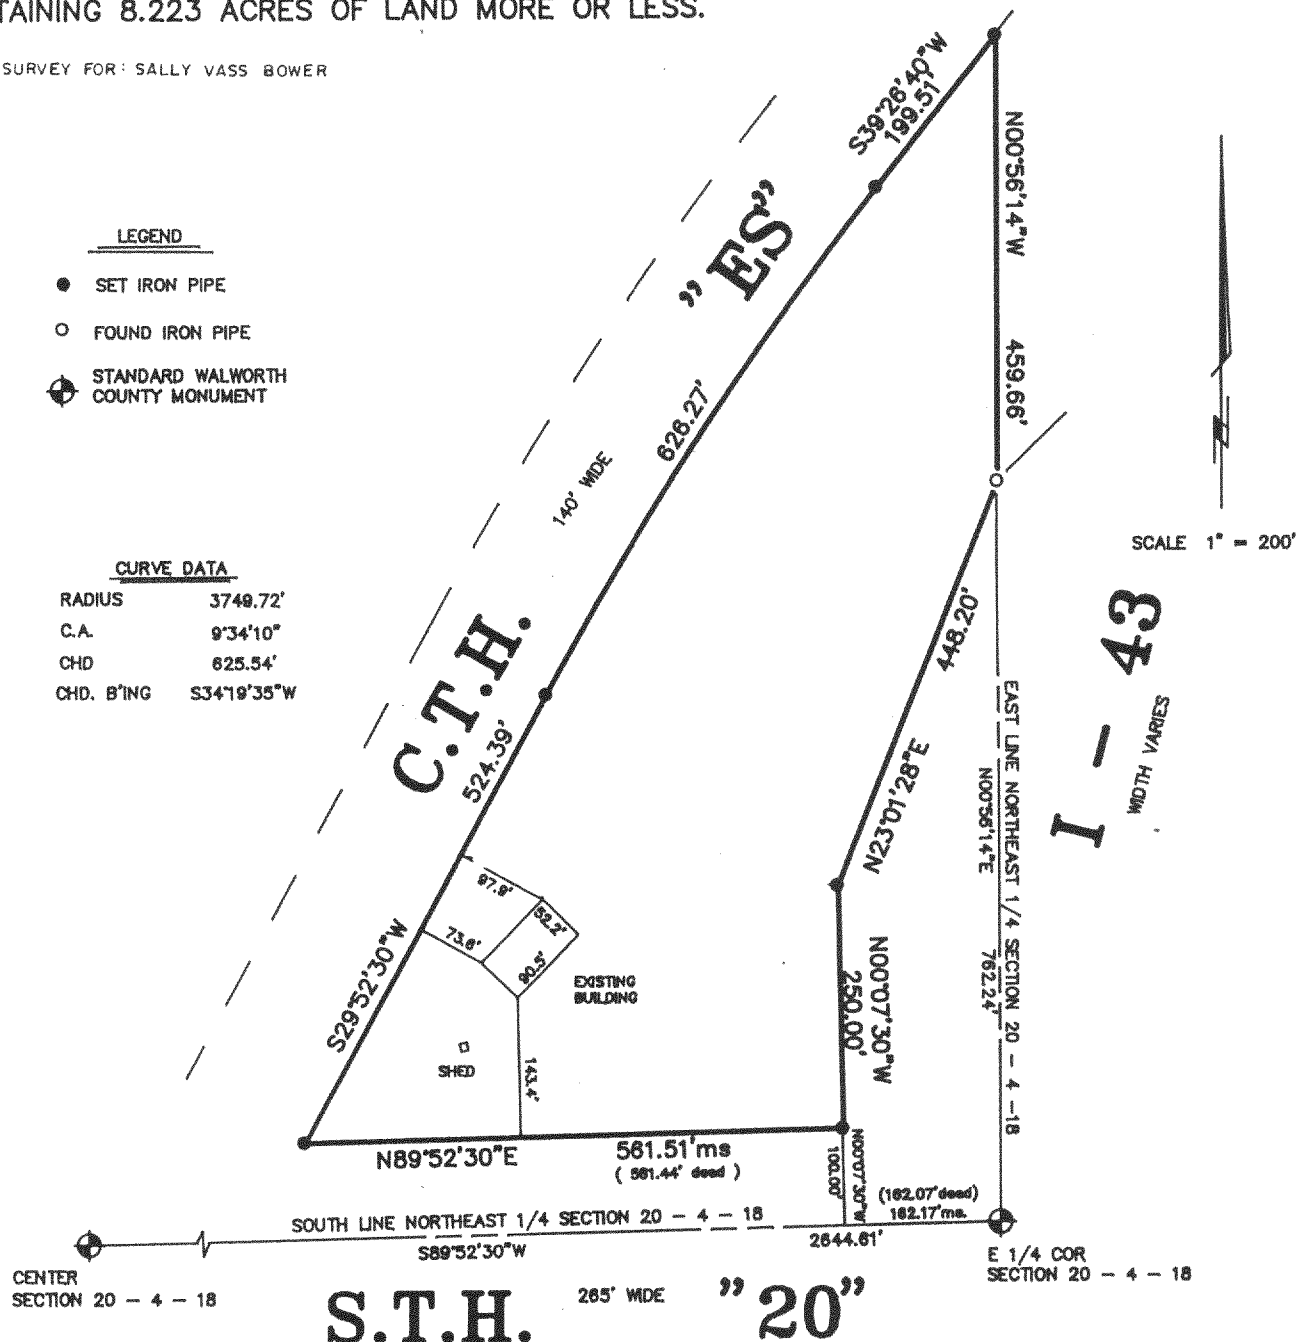 TAINING 8.223 ACRES OF LAND MORE OR LESS.
SURVEY FOR: SALLY VASS BOWER
LEGEND
SET IRON PIPE
FOUND IRON PIPE
STANDARD WALWORTH
COUNTY MONUMENT
CURVE DATA
RADIUS 3749.72'
C.A. 9°34'10"
CHD 625.54'
CHD. B'ING S34°19'35"W
S39°26'40"W
199.51'
N00°56'14"W 459.66'
"ES"
626.27'
140' WIDE
SCALE 1" = 200'
C.T.H.
524.39'
S29°52'30"W
448.20'
N23°01'28"E
I - 43
WIDTH VARIES
EAST LINE NORTHEAST 1/4 SECTION 20 - 4 -18
N00°56'14"E 762.24'
97.9'
52.2'
73.6'
90.5'
EXISTING
BUILDING
SHED
143.4'
N00°07'30"W
250.00'
N89°52'30"E 561.51'ms
( 561.44' deed )
N00°07'30"W
100.00'
(162.07'deed)
162.17'ms.
SOUTH LINE NORTHEAST 1/4 SECTION 20 - 4 - 18
S89°52'30"W 2644.61'
CENTER
SECTION 20 - 4 - 18
E 1/4 COR
SECTION 20 - 4 - 18
S.T.H. 265' WIDE "20"